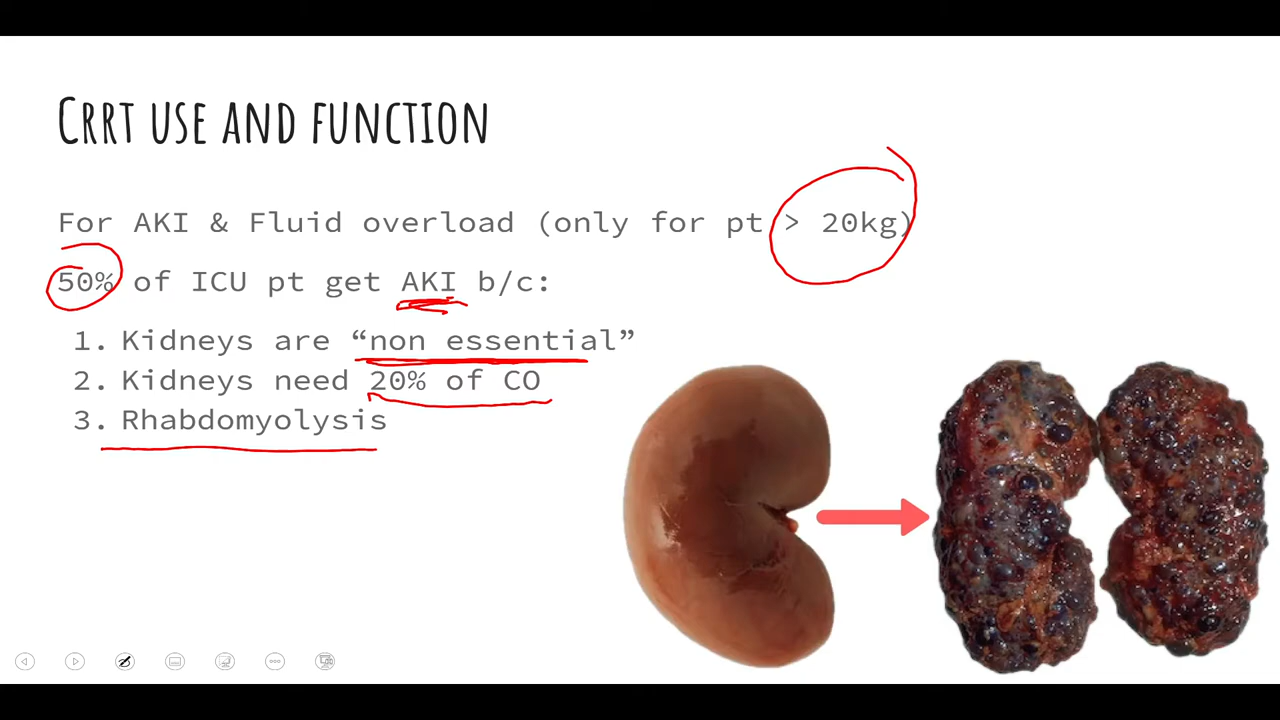 CRRT USE AND FUNCTION
For AKI & Fluid overload (only for pt > 20kg)
50% of ICU pt get AKI b/c:
1. Kidneys are “non essential”
2. Kidneys need 20% of CO
3. Rhabdomyolysis